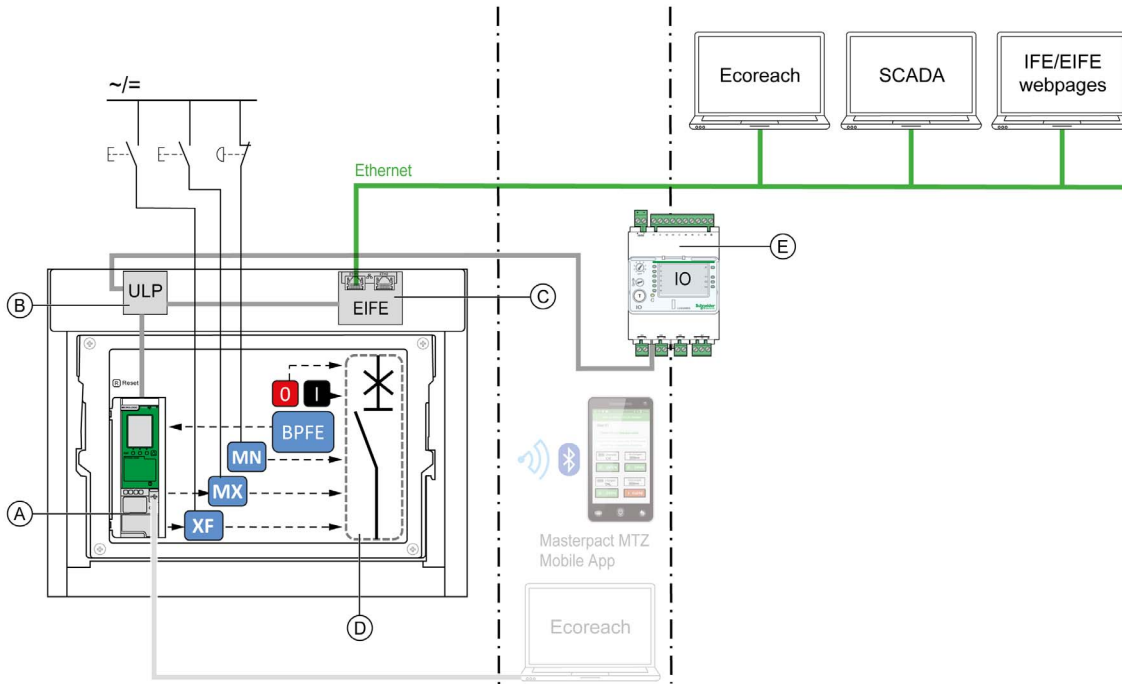 Ecoreach
SCADA
IFE/EIFE
webpages
~/=
Ethernet
E
IO
Schneider
B
ULP
EIFE
C
R Reset
0
I
BPFE
MN
MX
XF
A
D
Masterpact MTZ
Mobile App
Ecoreach